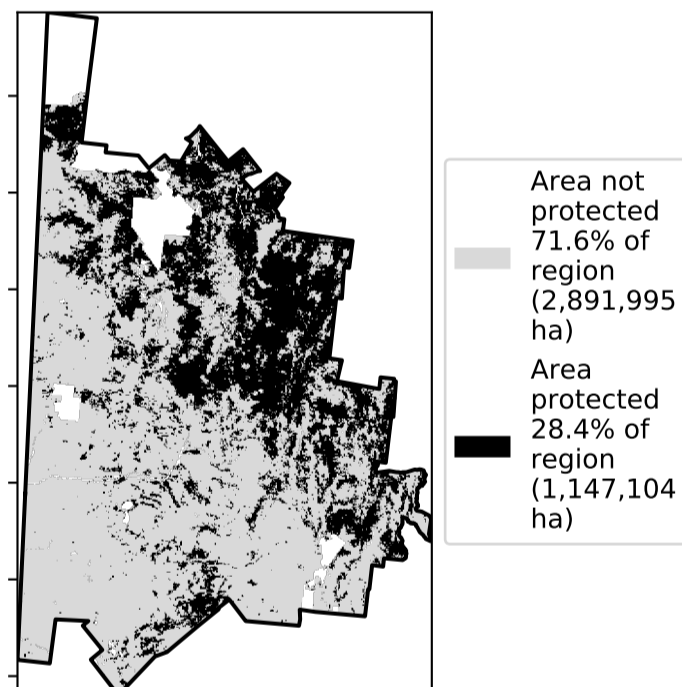 Area not
protected
71.6% of
region
(2,891,995
ha)
Area
protected
28.4% of
region
(1,147,104
ha)